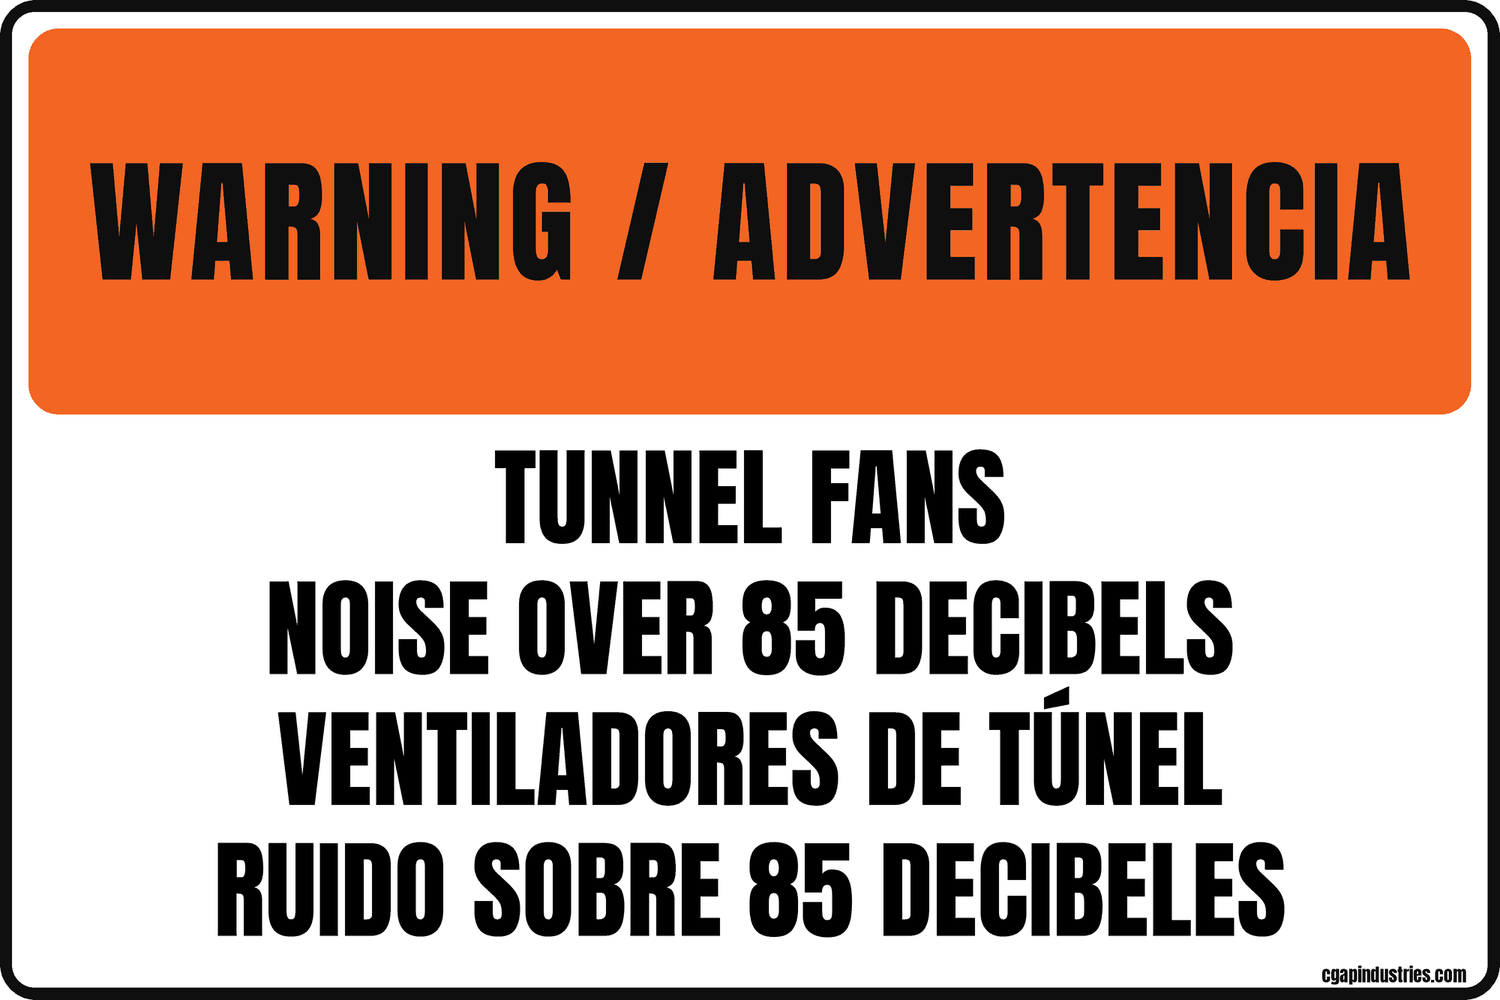 WARNING / ADVERTENCIA
TUNNEL FANS
NOISE OVER 85 DECIBELS
VENTILADORES DE TÚNEL
RUIDO SOBRE 85 DECIBELES
cgapindustries.com